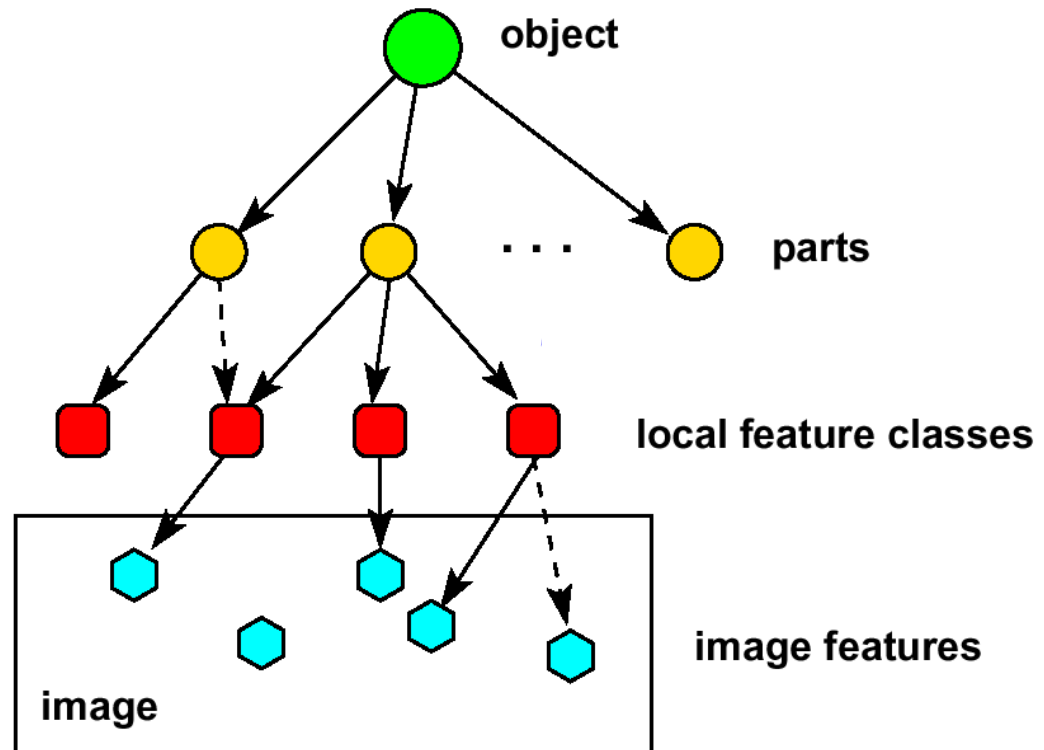 object
. . .
parts
local feature classes
image features
image